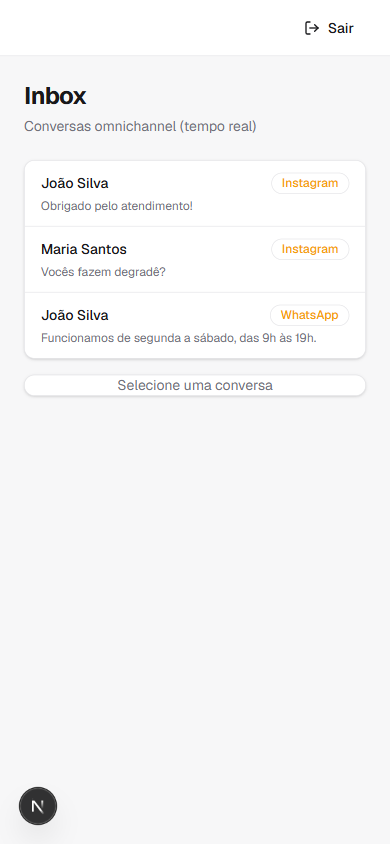 Sair
Inbox
Conversas omnichannel (tempo real)
João Silva
Instagram
Obrigado pelo atendimento!
Maria Santos
Instagram
Vocês fazem degradê?
João Silva
WhatsApp
Funcionamos de segunda a sábado, das 9h às 19h.
Selecione uma conversa
N